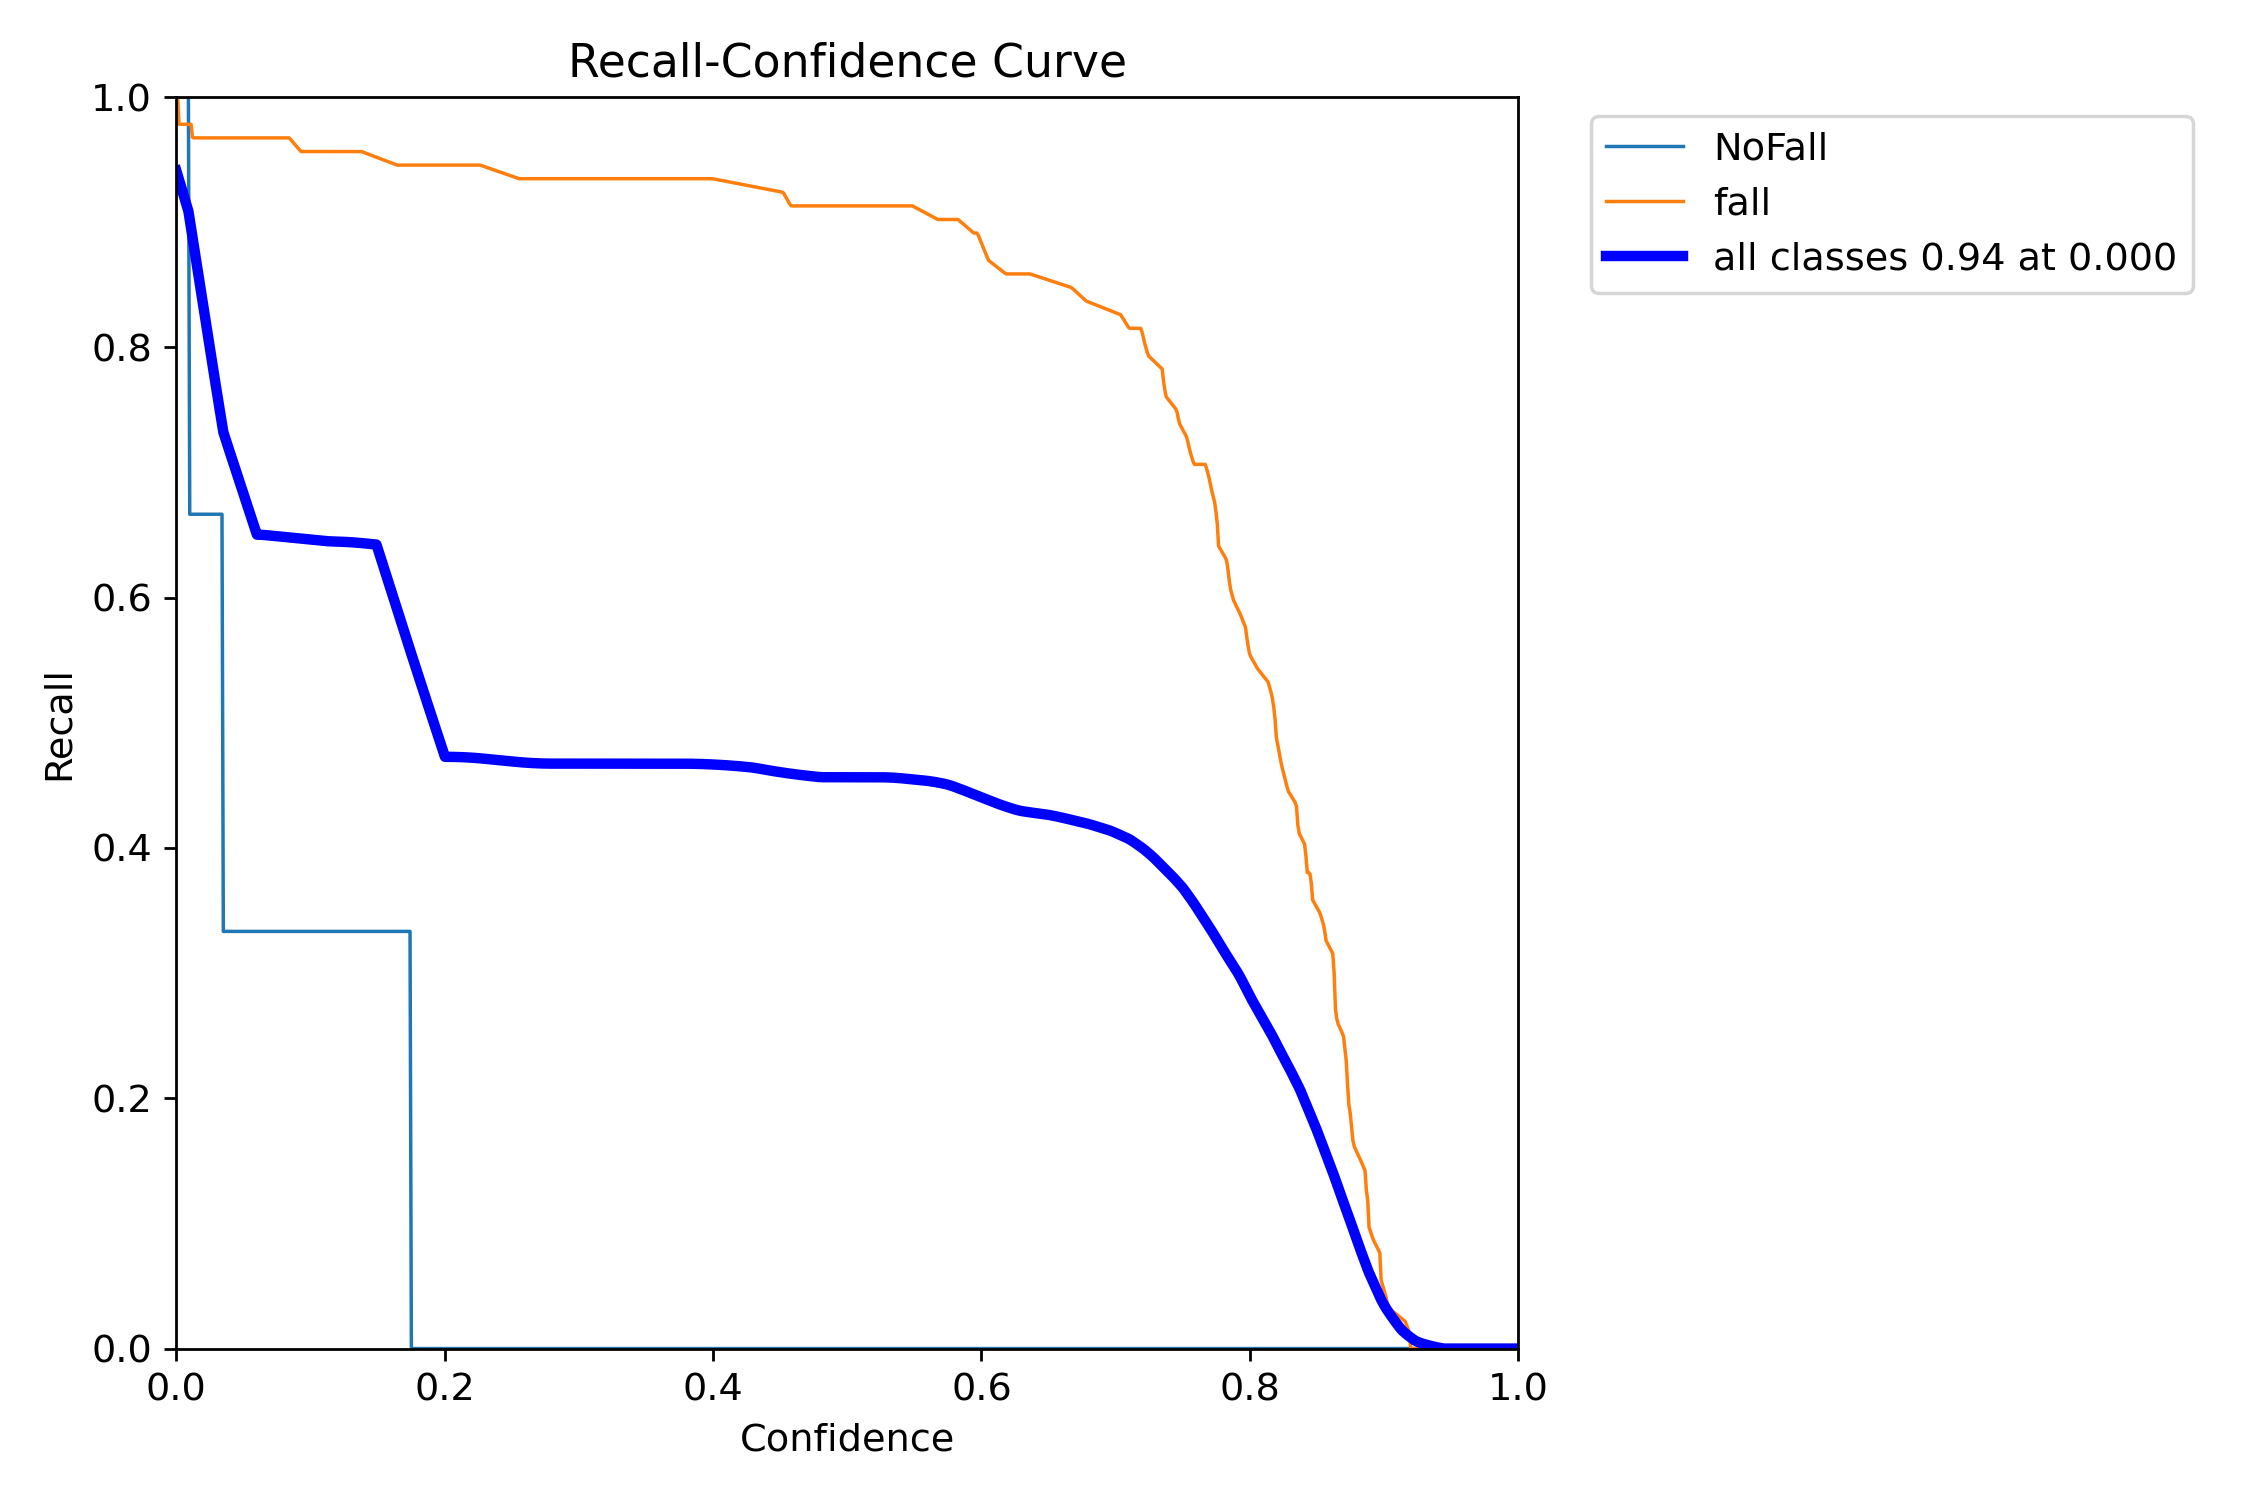 Recall-Confidence Curve
1.0
0.8
0.6
0.4
0.2
0.0
Recall
0.0 0.2 0.4 0.6 0.8 1.0
Confidence
NoFall
fall
all classes 0.94 at 0.000